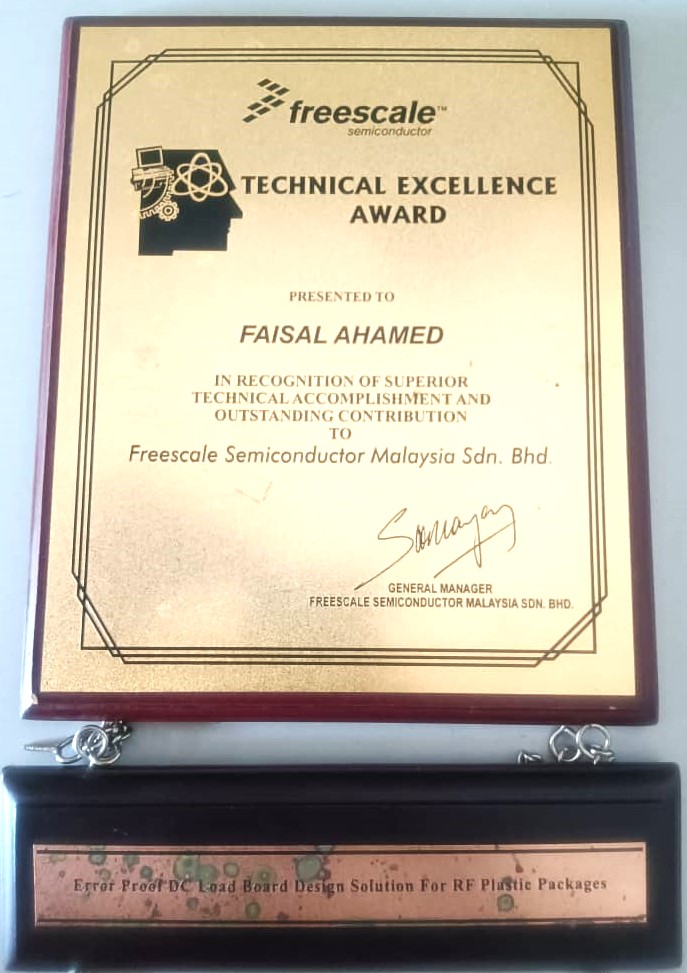 freescale™
semiconductor
TECHNICAL EXCELLENCE
AWARD
PRESENTED TO
FAISAL AHAMED
IN RECOGNITION OF SUPERIOR
TECHNICAL ACCOMPLISHMENT AND
OUTSTANDING CONTRIBUTION
TO
Freescale Semiconductor Malaysia Sdn. Bhd.
GENERAL MANAGER
FREESCALE SEMICONDUCTOR MALAYSIA SDN. BHD.
Error Proof DC Load Board Design Solution For RF Plastic Packages